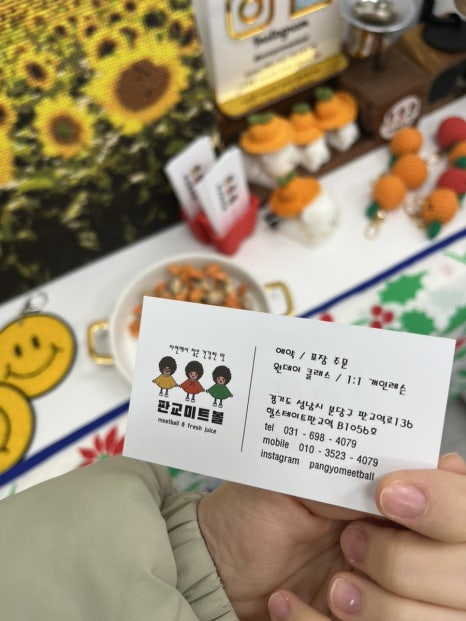 Instagram
자연에서 찾은 건강한 맛
판교미트볼
meetball & fresh juice
예약 / 포장 주문
원데이 클래스 / 1:1 개인레슨
경기도 성남시 분당구 판교역로136
힐스테이트판교역 B1056호
tel 031 - 698 - 4079
mobile 010 - 3523 - 4079
instagram pangyomeetball